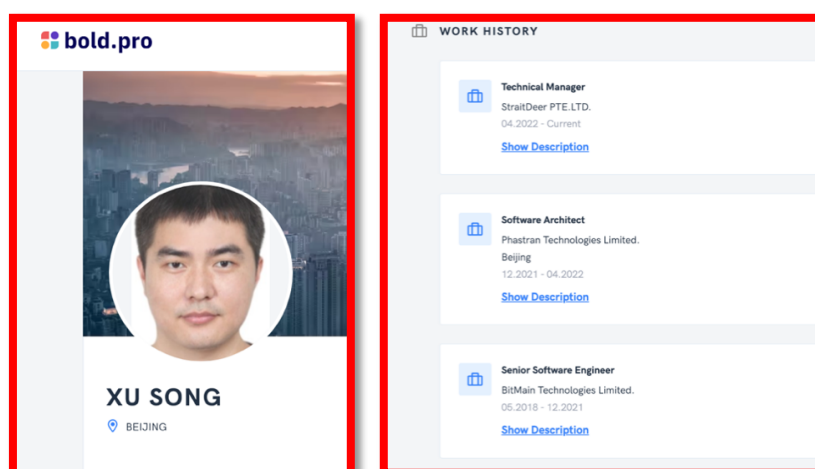 bold.pro
XU SONG
BEIJING
WORK HISTORY
Technical Manager
StraitDeer PTE.LTD.
04.2022 - Current
Show Description
Software Architect
Phastran Technologies Limited.
Beijing
12.2021 - 04.2022
Show Description
Senior Software Engineer
BitMain Technologies Limited.
05.2018 - 12.2021
Show Description